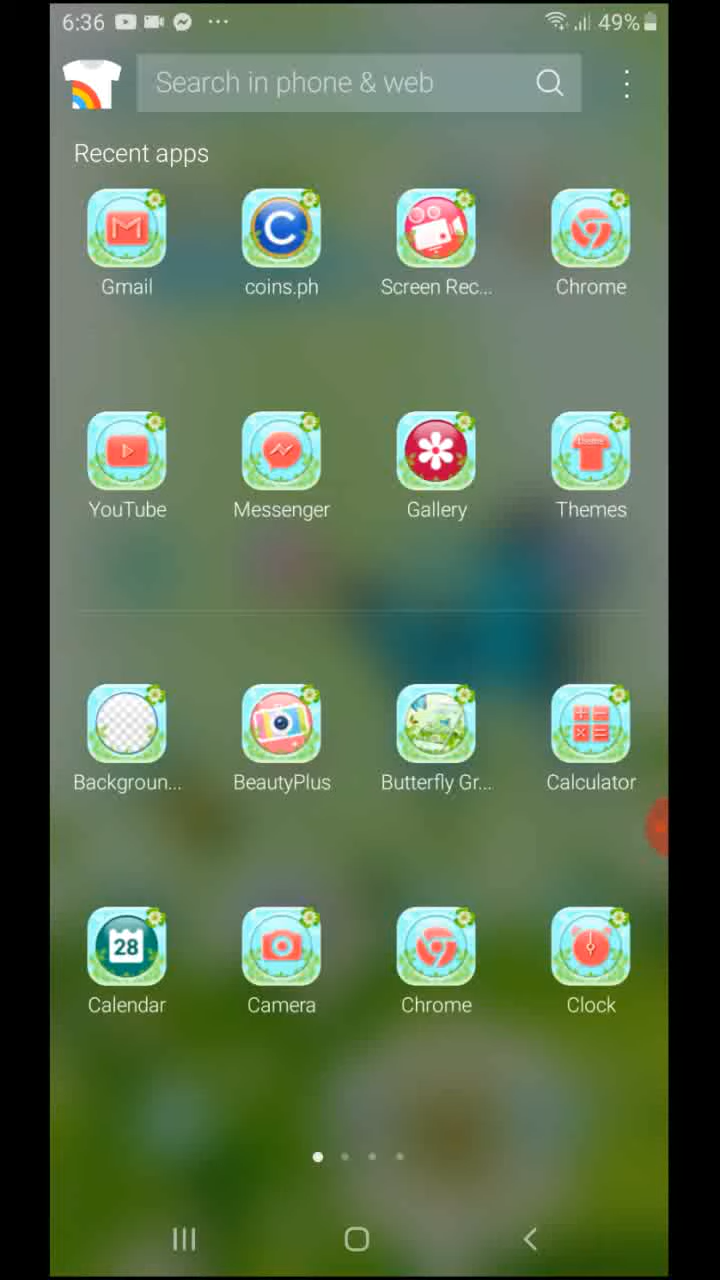 6:36 49%
Search in phone & web
Recent apps
Gmail coins.ph Screen Rec... Chrome
YouTube Messenger Gallery Themes
Backgroun... BeautyPlus Butterfly Gr... Calculator
28
Calendar Camera Chrome Clock